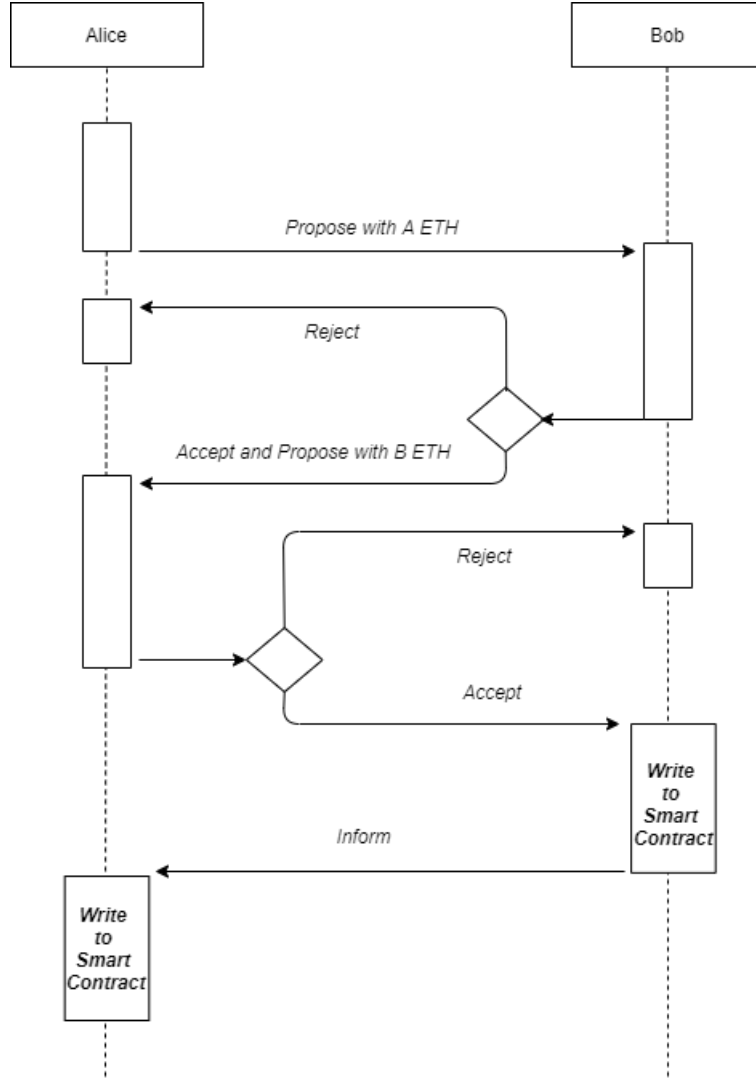 Alice
Bob
Propose with A ETH
Reject
Accept and Propose with B ETH
Reject
Accept
Write
to
Smart
Contract
Inform
Write
to
Smart
Contract